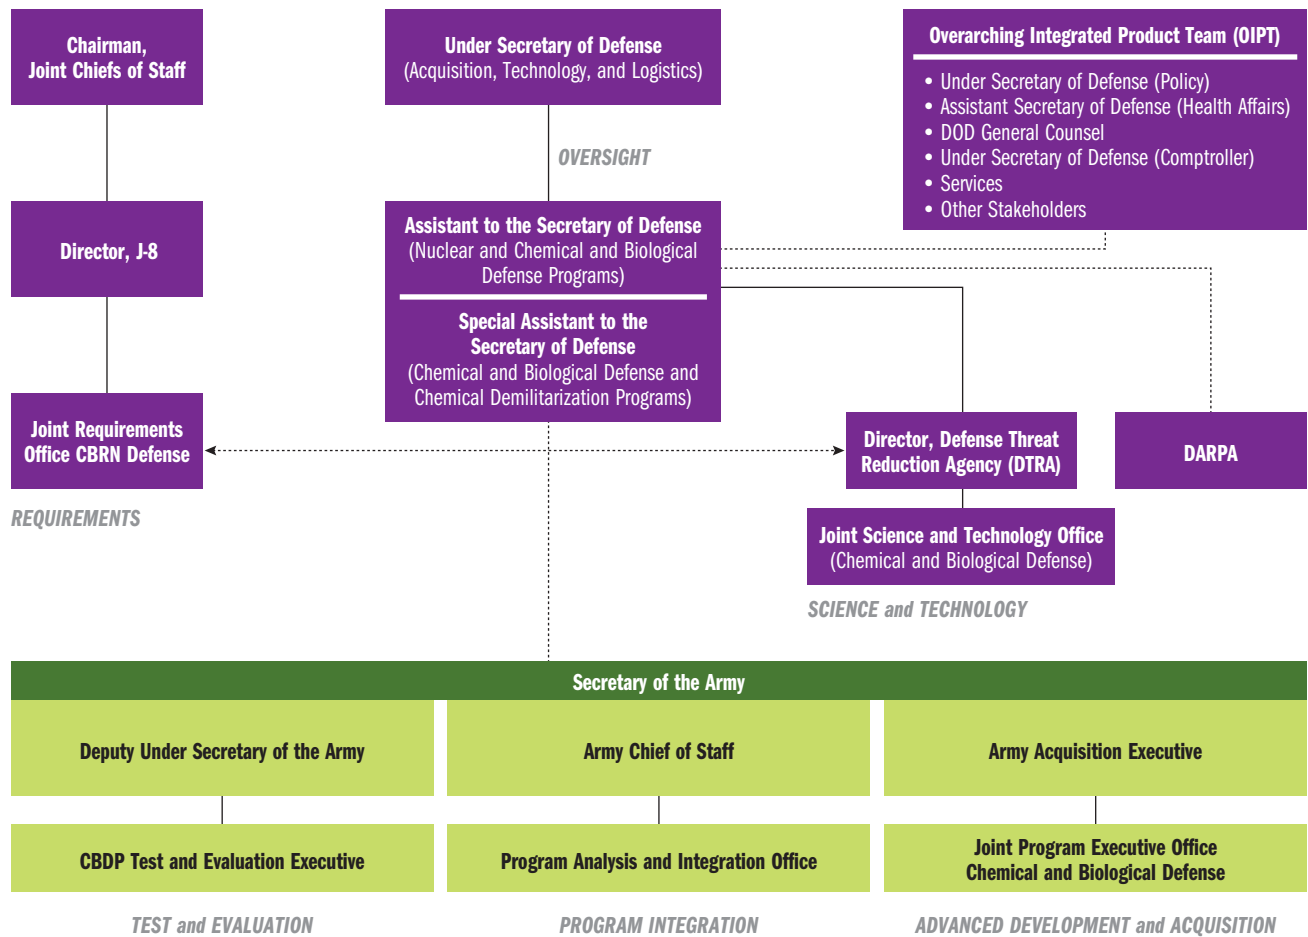 Chairman,
Joint Chiefs of Staff
Under Secretary of Defense
(Acquisition, Technology, and Logistics)
Overarching Integrated Product Team (OIPT)
• Under Secretary of Defense (Policy)
• Assistant Secretary of Defense (Health Affairs)
• DOD General Counsel
• Under Secretary of Defense (Comptroller)
• Services
• Other Stakeholders
OVERSIGHT
Director, J-8
Assistant to the Secretary of Defense
(Nuclear and Chemical and Biological
Defense Programs)
Special Assistant to the
Secretary of Defense
(Chemical and Biological Defense and
Chemical Demilitarization Programs)
Joint Requirements
Office CBRN Defense
REQUIREMENTS
Director, Defense Threat
Reduction Agency (DTRA)
DARPA
Joint Science and Technology Office
(Chemical and Biological Defense)
SCIENCE and TECHNOLOGY
Secretary of the Army
Deputy Under Secretary of the Army
Army Chief of Staff
Army Acquisition Executive
CBDP Test and Evaluation Executive
Program Analysis and Integration Office
Joint Program Executive Office
Chemical and Biological Defense
TEST and EVALUATION
PROGRAM INTEGRATION
ADVANCED DEVELOPMENT and ACQUISITION